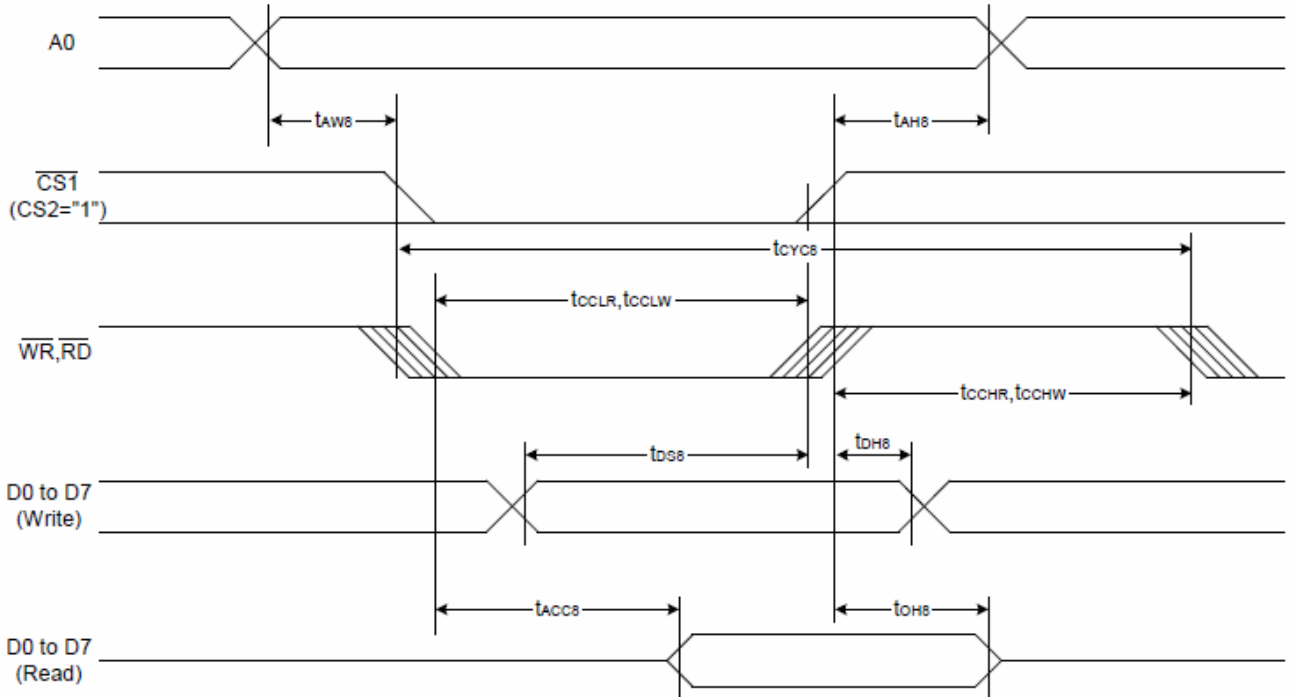 A0
tAW8
tAH8
CS1
(CS2="1")
tCYC8
tCCLR,tCCLW
WR,RD
tCCHR,tCCHW
tDS8
tDH8
D0 to D7
(Write)
tACC8
tOH8
D0 to D7
(Read)